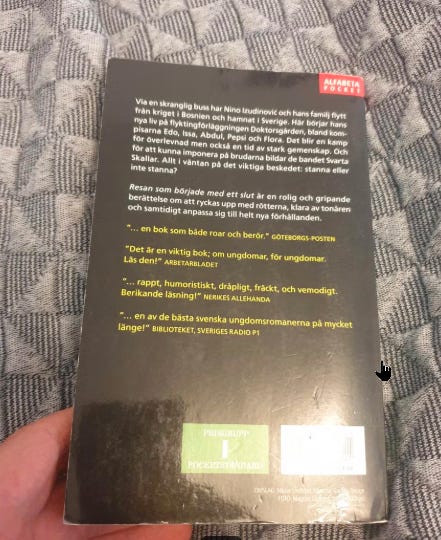 ALFABETA
POCKET
Via en skranglig buss har Nino Izudinovic och hans familj flytt
från kriget i Bosnien och hamnat i Sverige. Här börjar hans
nya liv på flyktingförläggningen Doktorsgården, bland kom-
pisarna Edo, Issa, Abdul, Pepsi och Flora. Det blir en kamp
för överlevnad men också en tid av stark gemenskap. Och
för att kunna imponera på brudarna bildar de bandet Svarta
Skallar. Allt i väntan på det viktiga beskedet: stanna eller
inte stanna?
Resan som började med ett slut är en rolig och gripande
berättelse om att ryckas upp med rötterna, klara av tonåren
och samtidigt anpassa sig till helt nya förhållanden.
"... en bok som både roar och berör." GÖTEBORGS-POSTEN
"Det är en viktig bok; om ungdomar, för ungdomar.
Läs den!" ARBETARBLADET
"... rappt, humoristiskt, dråpligt, fräckt, och vemodigt.
Berikande läsning!" NERIKES ALLEHANDA
"... en av de bästa svenska ungdomsromanerna på mycket
länge!" BIBLIOTEKET, SVERIGES RADIO P1
PRISGRUPP
OMSLAG
FOTO